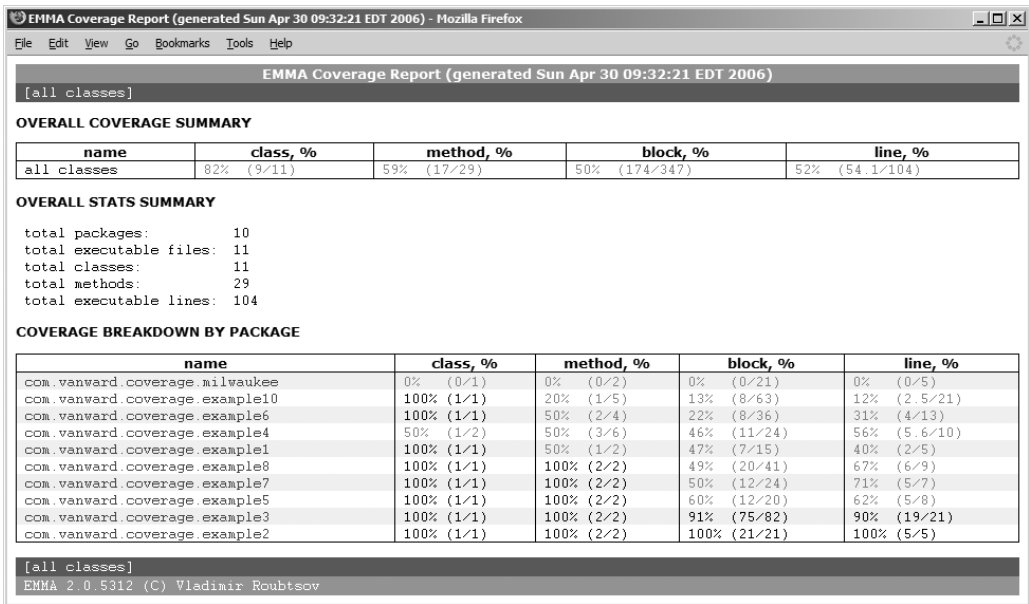 EMMA Coverage Report (generated Sun Apr 30 09:32:21 EDT 2006) - Mozilla Firefox
File Edit View Go Bookmarks Tools Help
EMMA Coverage Report (generated Sun Apr 30 09:32:21 EDT 2006)
[all classes]
OVERALL COVERAGE SUMMARY
name class, % method, % block, % line, %
all classes 82% (9/11) 59% (17/29) 50% (174/347) 52% (54.1/104)
OVERALL STATS SUMMARY
total packages: 10
total executable files: 11
total classes: 11
total methods: 29
total executable lines: 104
COVERAGE BREAKDOWN BY PACKAGE
name class, % method, % block, % line, %
com.vanward.coverage.milwaukee 0% (0/1) 0% (0/2) 0% (0/21) 0% (0/5)
com.vanward.coverage.example10 100% (1/1) 20% (1/5) 13% (8/63) 12% (2.5/21)
com.vanward.coverage.example6 100% (1/1) 50% (2/4) 22% (8/36) 31% (4/13)
com.vanward.coverage.example4 50% (1/2) 50% (3/6) 46% (11/24) 56% (5.6/10)
com.vanward.coverage.example1 100% (1/1) 50% (1/2) 47% (7/15) 40% (2/5)
com.vanward.coverage.example8 100% (1/1) 100% (2/2) 49% (20/41) 67% (6/9)
com.vanward.coverage.example7 100% (1/1) 100% (2/2) 50% (12/24) 71% (5/7)
com.vanward.coverage.example5 100% (1/1) 100% (2/2) 60% (12/20) 62% (5/8)
com.vanward.coverage.example3 100% (1/1) 100% (2/2) 91% (75/82) 90% (19/21)
com.vanward.coverage.example2 100% (1/1) 100% (2/2) 100% (21/21) 100% (5/5)
[all classes]
EMMA 2.0.5312 (C) Vladimir Roubtsov